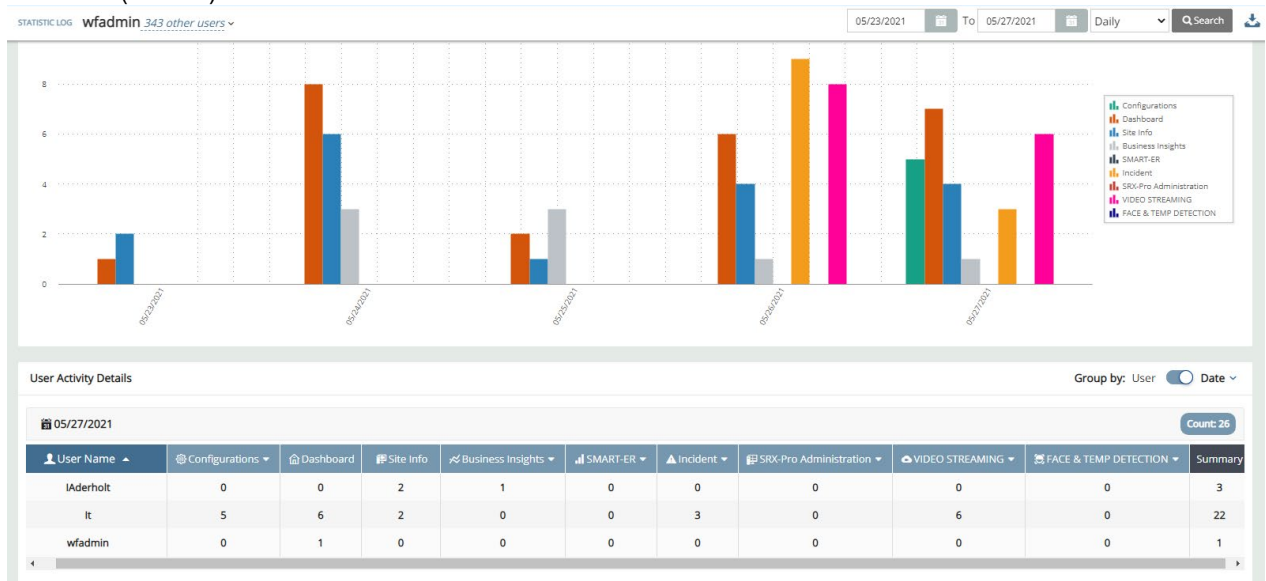 STATISTIC LOG wfadmin 343 other users 05/23/2021 To 05/27/2021 Daily Search
8
6
4
2
0
05/23/2021 05/24/2021 05/25/2021 05/26/2021 05/27/2021
Configurations
Dashboard
Site Info
Business Insights
SMART-ER
Incident
SRX-Pro Administration
VIDEO STREAMING
FACE & TEMP DETECTION
User Activity Details Group by: User Date
05/27/2021 Count: 26
User Name Configurations Dashboard Site Info Business Insights SMART-ER Incident SRX-Pro Administration VIDEO STREAMING FACE & TEMP DETECTION Summary
IAderholt 0 0 2 1 0 0 0 0 0 3
It 5 6 2 0 0 3 0 6 0 22
wfadmin 0 1 0 0 0 0 0 0 0 1